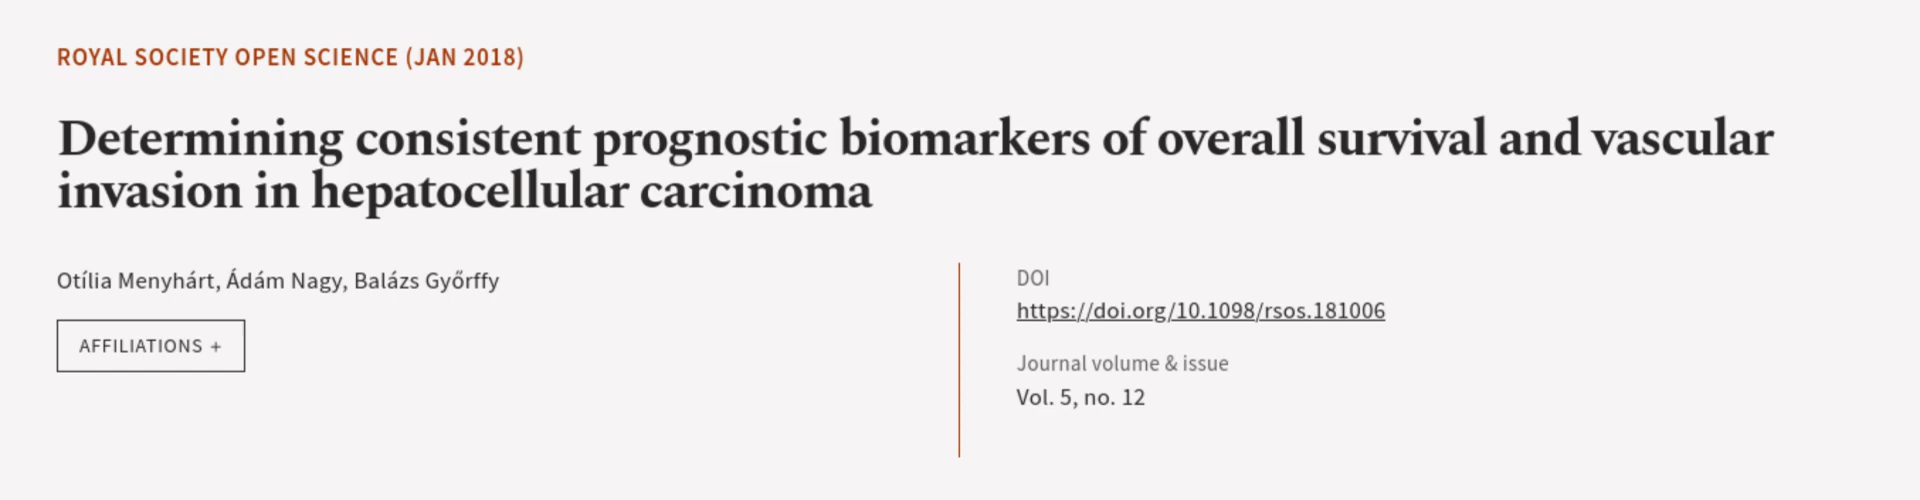 ROYAL SOCIETY OPEN SCIENCE (JAN 2018)
Determining consistent prognostic biomarkers of overall survival and vascular
invasion in hepatocellular carcinoma
Otília Menyhárt, Ádám Nagy, Balázs Győrffy
AFFILIATIONS +
DOI
https://doi.org/10.1098/rsos.181006
Journal volume & issue
Vol. 5, no. 12